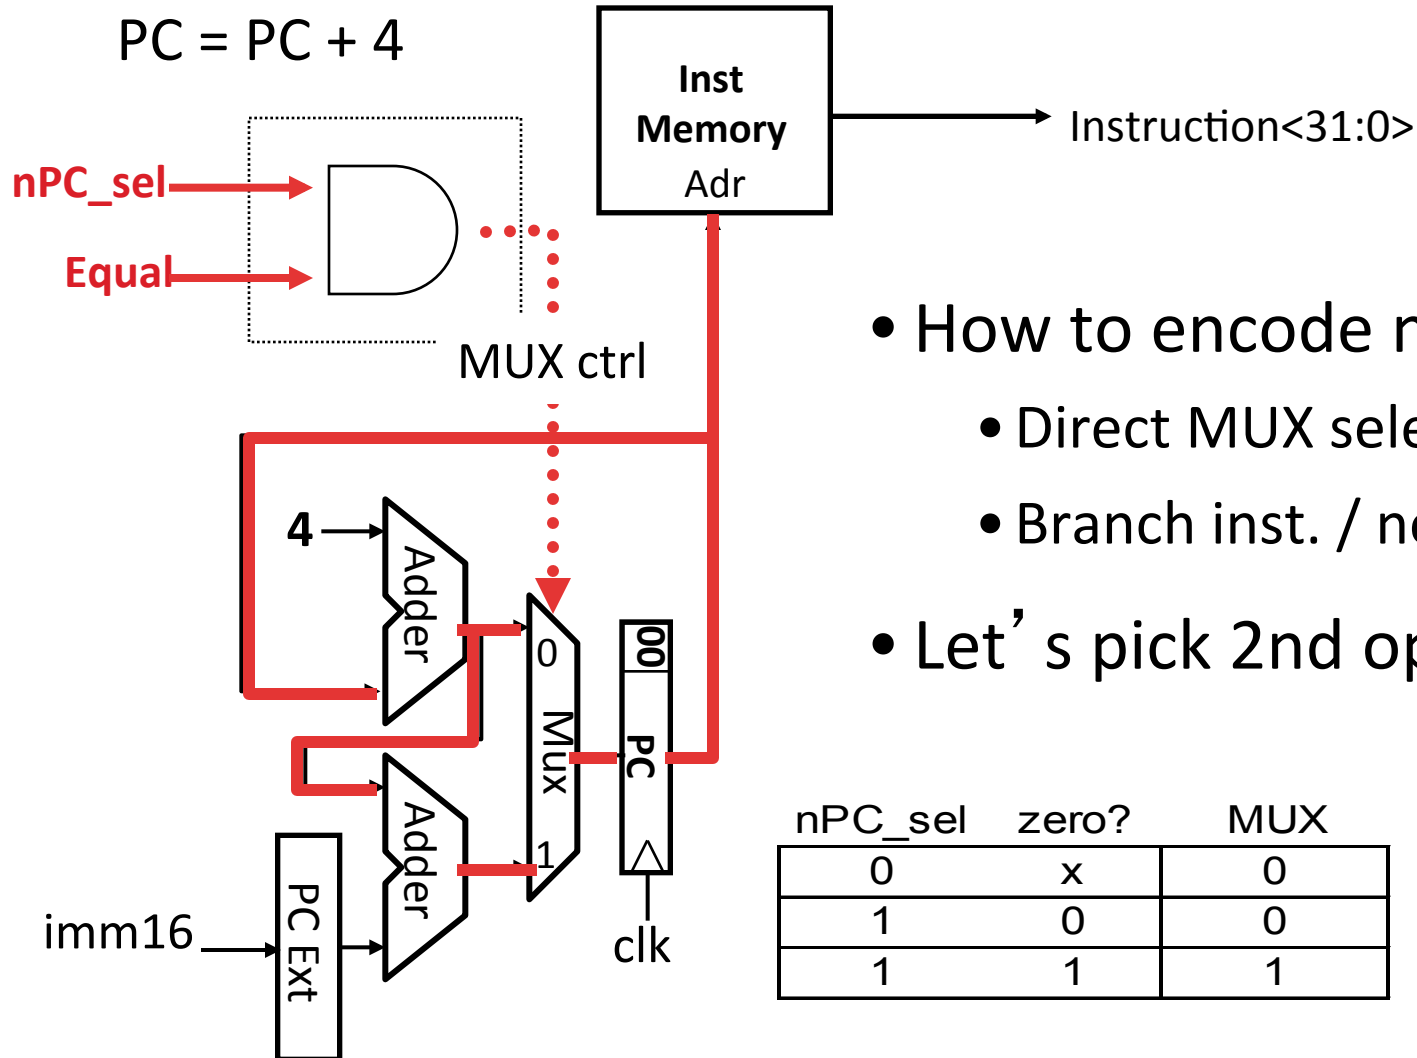 PC = PC + 4
Inst
Memory
Adr
Instruction<31:0>
nPC_sel
Equal
MUX ctrl
• How to encode n
• Direct MUX sele
• Branch inst. / n
• Let’s pick 2nd op
4
Adder
0
Mux
1
00
PC
Adder
imm16
PC Ext
clk
nPC_sel zero? MUX
0 x 0
1 0 0
1 1 1